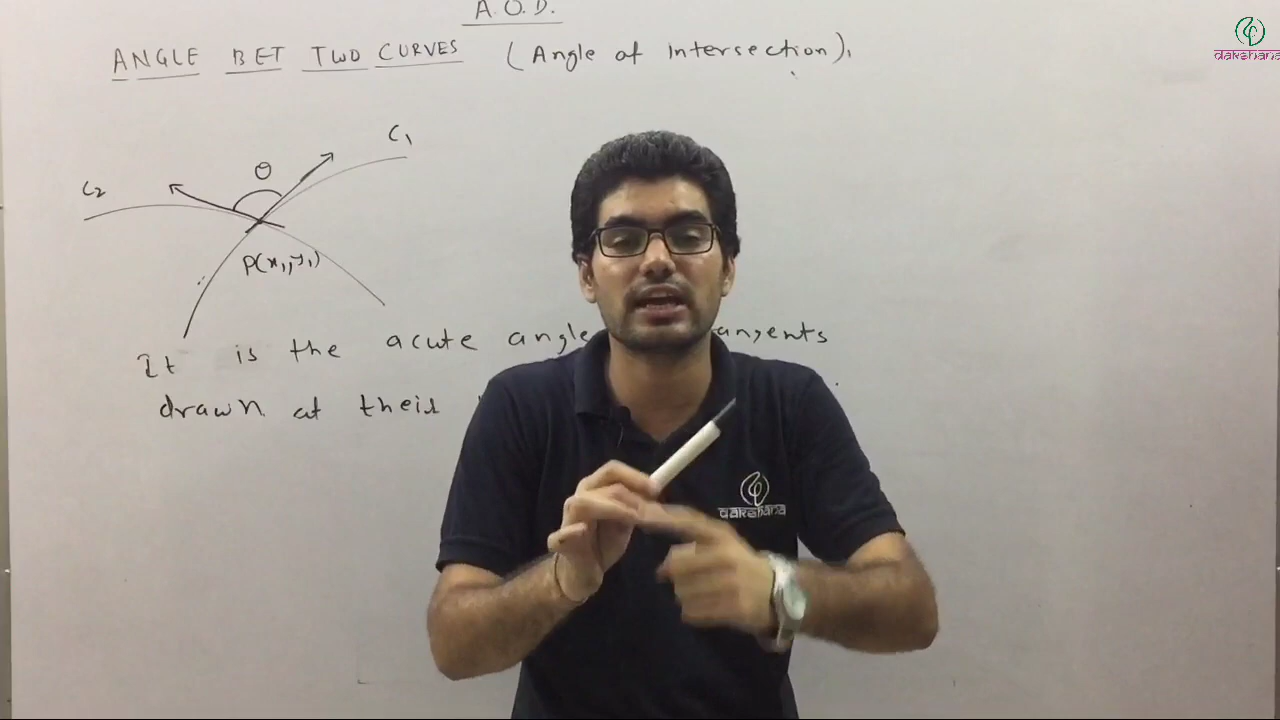 A.O.D.
ANGLE BET TWO CURVES (Angle of intersection).
dakshana
C1
θ
C2
P(x1,y1)
It is the acute angle
drawn at their
dakshana